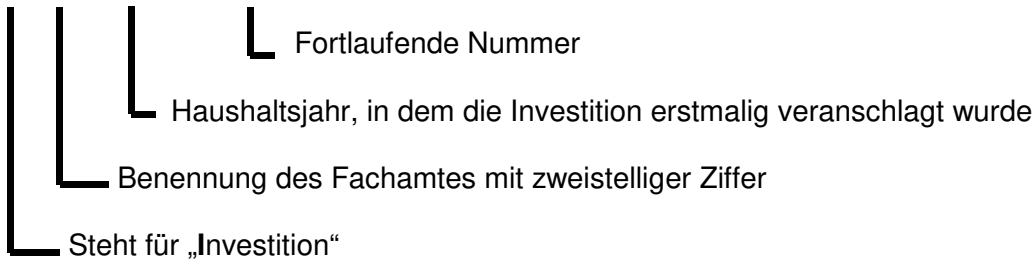 Fortlaufende Nummer
Haushaltsjahr, in dem die Investition erstmalig veranschlagt wurde
Benennung des Fachamtes mit zweistelliger Ziffer
Steht für „Investition“